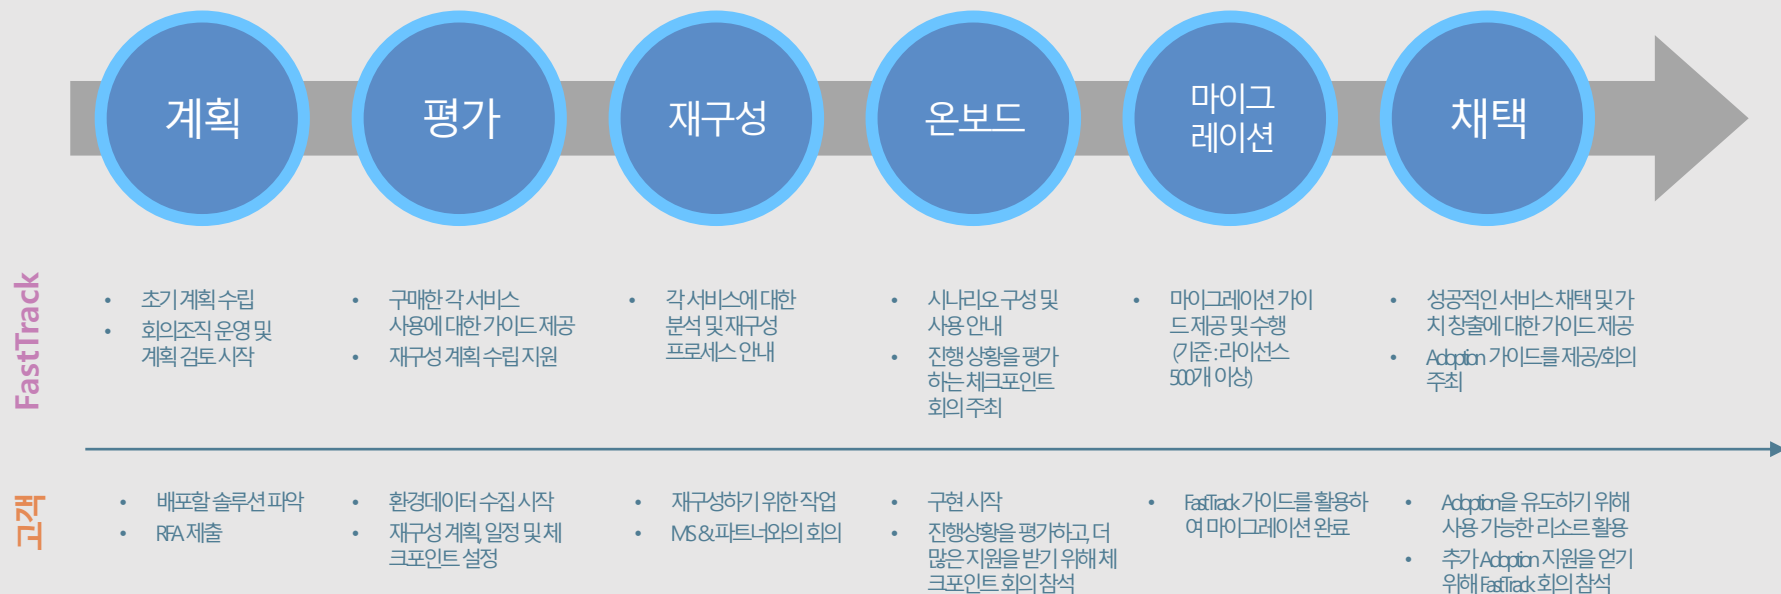 계획
평가
재구성
온보드
마이그
레이션
채택
FastTrack
• 초기 계획 수립
• 회의조직 운영 및
계획 검토 시작
• 구매한 각 서비스
사용에 대한 가이드 제공
• 재구성 계획 수립 지원
• 각 서비스에 대한
분석 및 재구성
프로세스 안내
• 시나리오 구성 및
사용 안내
• 진행 상황을 평가
하는 체크포인트
회의 주최
• 마이그레이션 가이
드 제공 및 수행
(기준 : 라이선스
500개 이상)
• 성공적인 서비스 채택 및 가
치 창출에 대한 가이드 제공
• Adoption 가이드를 제공/회의
주최
고객
• 배포할 솔루션 파악
• RFA 제출
• 환경데이터 수집 시작
• 재구성 계획, 일정 및 체
크포인트 설정
• 재구성하기 위한 작업
• MS & 파트너와의 회의
• 구현 시작
• 진행상황을 평가하고, 더
많은 지원을 받기 위해 체
크포인트 회의 참석
• FastTrack 가이드를 활용하
여 마이그레이션 완료
• Adoption을 유도하기 위해
사용 가능한 리소르 활용
• 추가 Adoption 지원을 얻기
위해 FastTrack 회의 참석